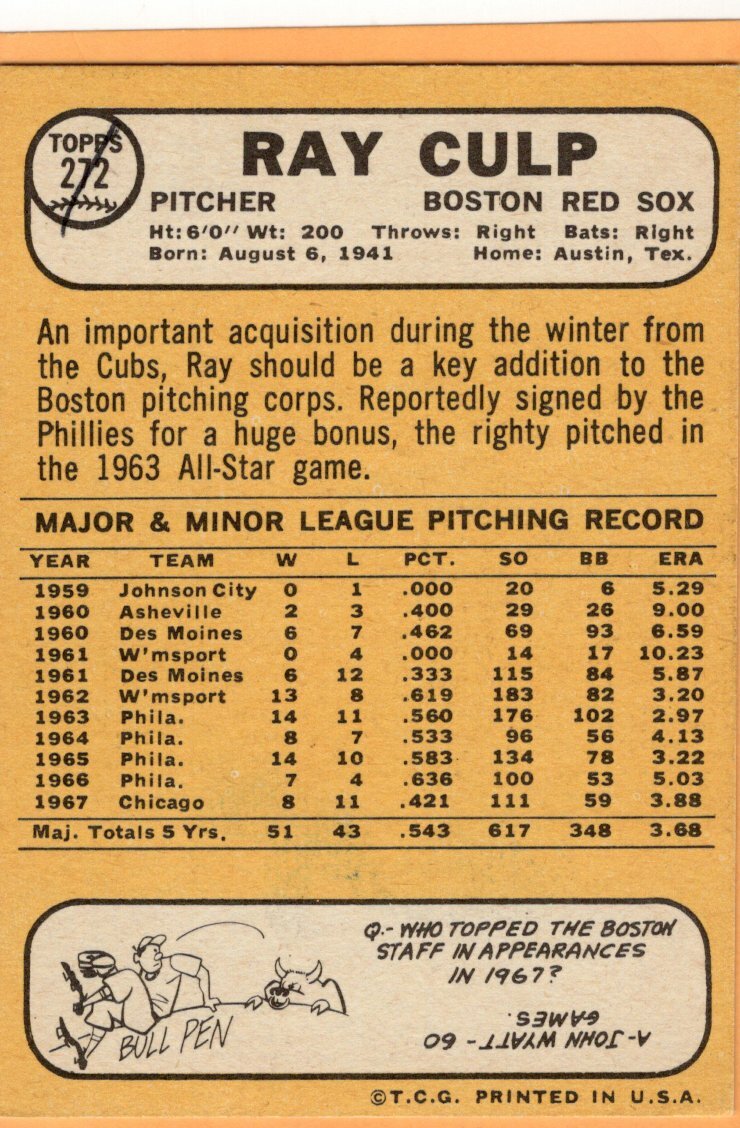 TOPPS
272
RAY CULP
PITCHER BOSTON RED SOX
Ht: 6'0" Wt: 200 Throws: Right Bats: Right
Born: August 6, 1941 Home: Austin, Tex.
An important acquisition during the winter from
the Cubs, Ray should be a key addition to the
Boston pitching corps. Reportedly signed by the
Phillies for a huge bonus, the righty pitched in
the 1963 All-Star game.
MAJOR & MINOR LEAGUE PITCHING RECORD
YEAR TEAM W L PCT. SO BB ERA
1959 Johnson City 0 1 .000 20 6 5.29
1960 Asheville 2 3 .400 29 26 9.00
1960 Des Moines 6 7 .462 69 93 6.59
1961 W'msport 0 4 .000 14 17 10.23
1961 Des Moines 6 12 .333 115 84 5.87
1962 W'msport 13 8 .619 183 82 3.20
1963 Phila. 14 11 .560 176 102 2.97
1964 Phila. 8 7 .533 96 56 4.13
1965 Phila. 14 10 .583 134 78 3.22
1966 Phila. 7 4 .636 100 53 5.03
1967 Chicago 8 11 .421 111 59 3.88
Maj. Totals 5 Yrs. 51 43 .543 617 348 3.68
Q.- WHO TOPPED THE BOSTON
STAFF IN APPEARANCES
IN 1967?
A- JOHN WYATT - 60
GAMES.
BULL PEN
©T.C.G. PRINTED IN U.S.A.